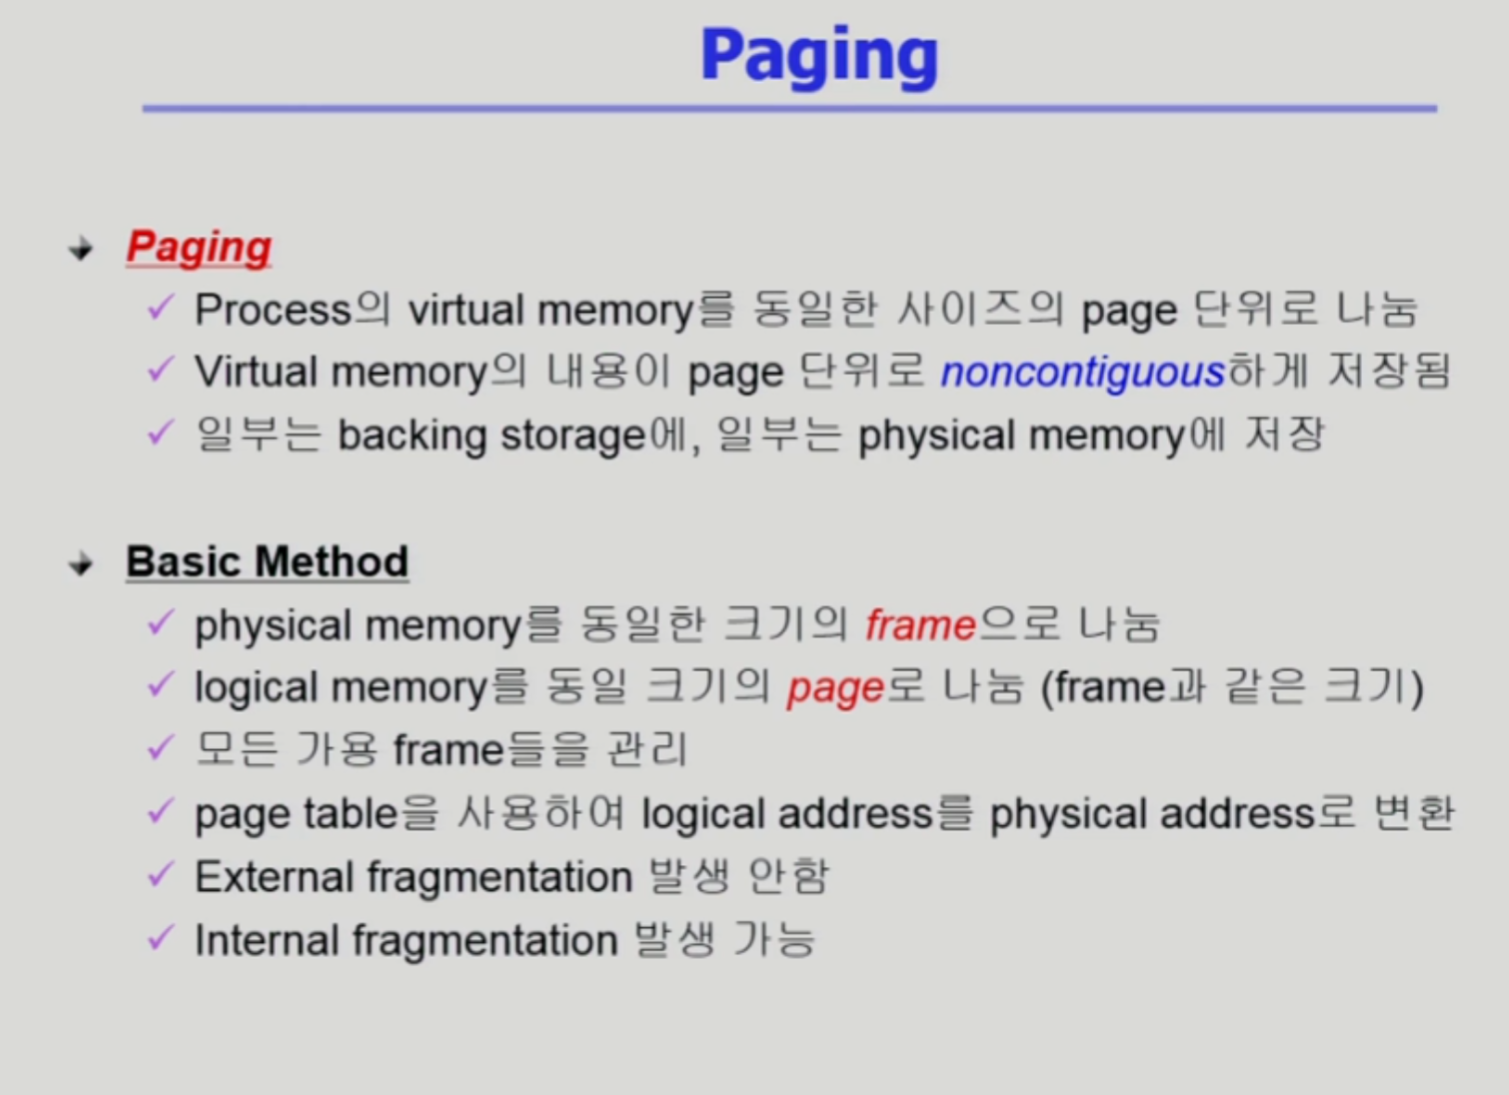 Paging
Paging
Process의 virtual memory를 동일한 사이즈의 page 단위로 나눔
Virtual memory의 내용이 page 단위로 noncontiguous하게 저장됨
일부는 backing storage에, 일부는 physical memory에 저장
Basic Method
physical memory를 동일한 크기의 frame으로 나눔
logical memory를 동일 크기의 page로 나눔 (frame과 같은 크기)
모든 가용 frame들을 관리
page table을 사용하여 logical address를 physical address로 변환
External fragmentation 발생 안함
Internal fragmentation 발생 가능